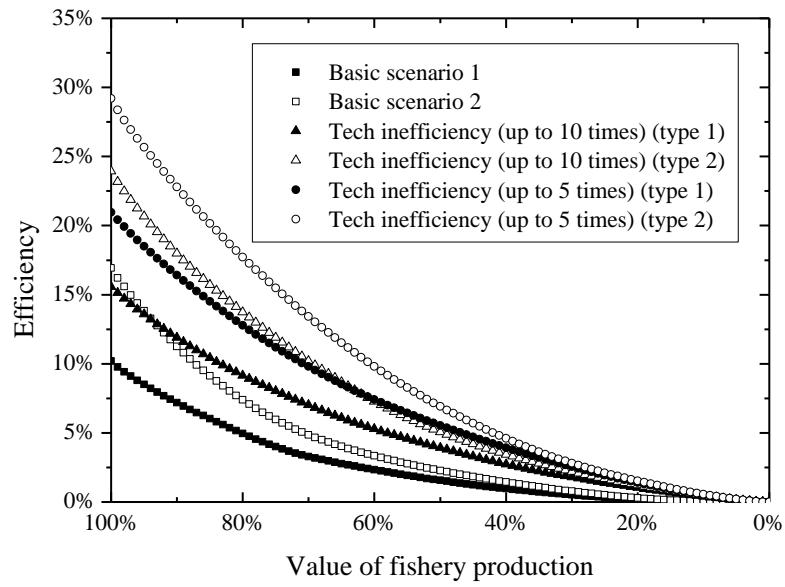 35%
30%
25%
20%
15%
10%
5%
0%
Efficiency
Basic scenario 1
Basic scenario 2
Tech inefficiency (up to 10 times) (type 1)
Tech inefficiency (up to 10 times) (type 2)
Tech inefficiency (up to 5 times) (type 1)
Tech inefficiency (up to 5 times) (type 2)
100% 80% 60% 40% 20% 0%
Value of fishery production